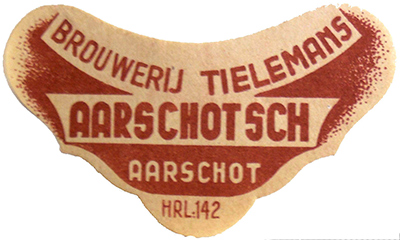 BROUWERIJ TIELEMANS
AARSCHOTSCH
AARSCHOT
HRL:142